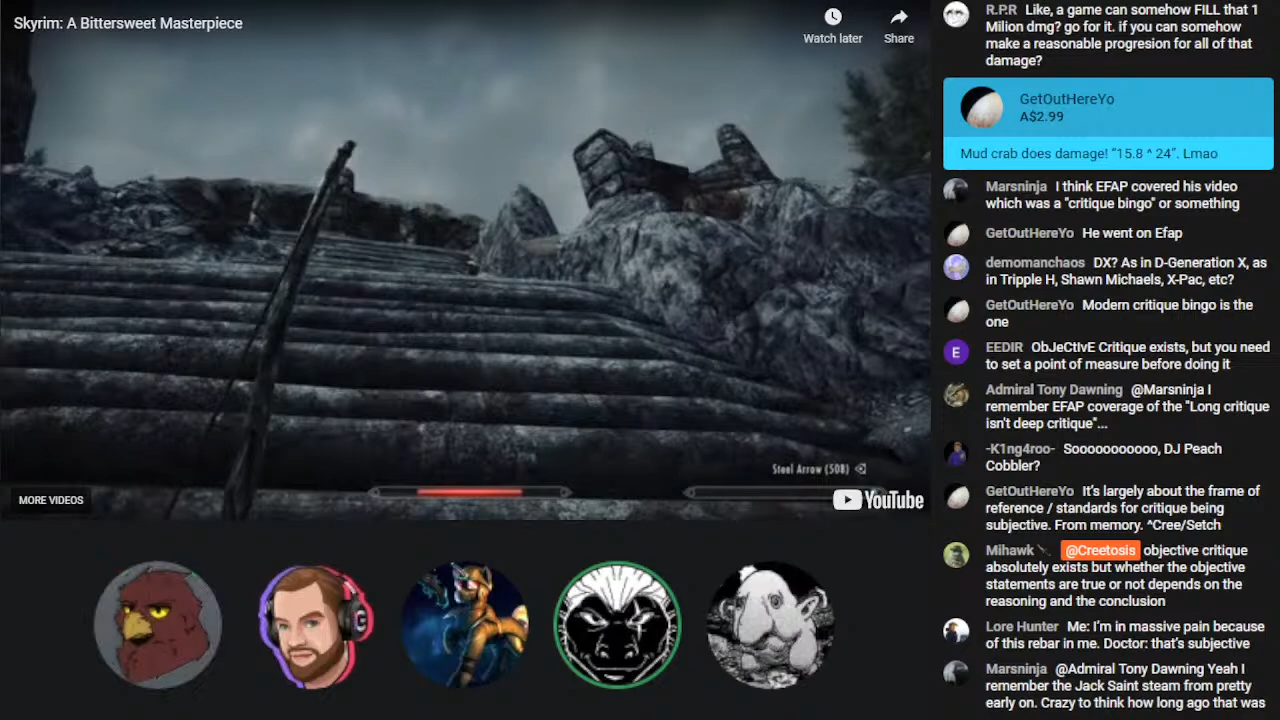 Skyrim: A Bittersweet Masterpiece
Watch later
Share
Steel Arrow (508)
MORE VIDEOS
YouTube
R.P.R Like, a game can somehow FILL that 1
Milion dmg? go for it. if you can somehow
make a reasonable progresion for all of that
damage?
GetOutHereYo
A$2.99
Mud crab does damage! “15.8 ^ 24”. Lmao
Marsninja I think EFAP covered his video
which was a "critique bingo" or something
GetOutHereYo He went on Efap
demomanchaos DX? As in D-Generation X, as
in Tripple H, Shawn Michaels, X-Pac, etc?
GetOutHereYo Modern critique bingo is the
one
E
EEDIR ObJeCtIvE Critique exists, but you need
to set a point of measure before doing it
Admiral Tony Dawning @Marsninja I
remember EFAP coverage of the "Long critique
isn't deep critique"...
-K1ng4roo- Sooooooooooo, DJ Peach
Cobbler?
GetOutHereYo It’s largely about the frame of
reference / standards for critique being
subjective. From memory. ^Cree/Setch
Mihawk @Creetosis objective critique
absolutely exists but whether the objective
statements are true or not depends on the
reasoning and the conclusion
Lore Hunter Me: I’m in massive pain because
of this rebar in me. Doctor: that’s subjective
Marsninja @Admiral Tony Dawning Yeah I
remember the Jack Saint steam from pretty
early on. Crazy to think how long ago that was